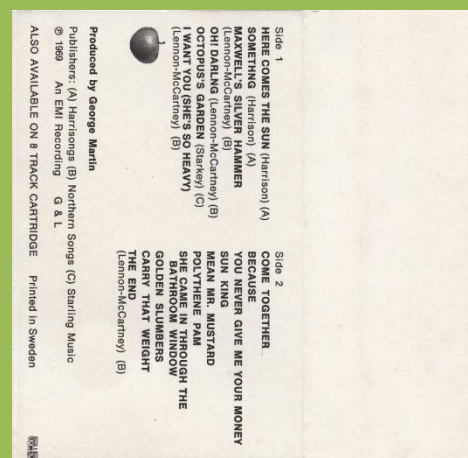 Side 1
HERE COMES THE SUN (Harrison) (A)
SOMETHING (Harrison) (A)
MAXWELL'S SILVER HAMMER
(Lennon-McCartney) (B)
OH! DARLNG (Lennon-McCartney) (B)
OCTOPUS'S GARDEN (Starkey) (C)
I WANT YOU (SHE'S SO HEAVY)
(Lennon-McCartney) (B)
Side 2
COME TOGETHER
BECAUSE
YOU NEVER GIVE ME YOUR MONEY
SUN KING
MEAN MR. MUSTARD
POLYTHENE PAM
SHE CAME IN THROUGH THE
BATHROOM WINDOW
GOLDEN SLUMBERS
CARRY THAT WEIGHT
THE END
(Lennon-McCartney) (B)
Produced by George Martin
Publishers: (A) Harrisongs (B) Northern Songs (C) Starling Music
℗ 1969 An EMI Recording G & L
ALSO AVAILABLE ON 8 TRACK CARTRIDGE Printed in Sweden